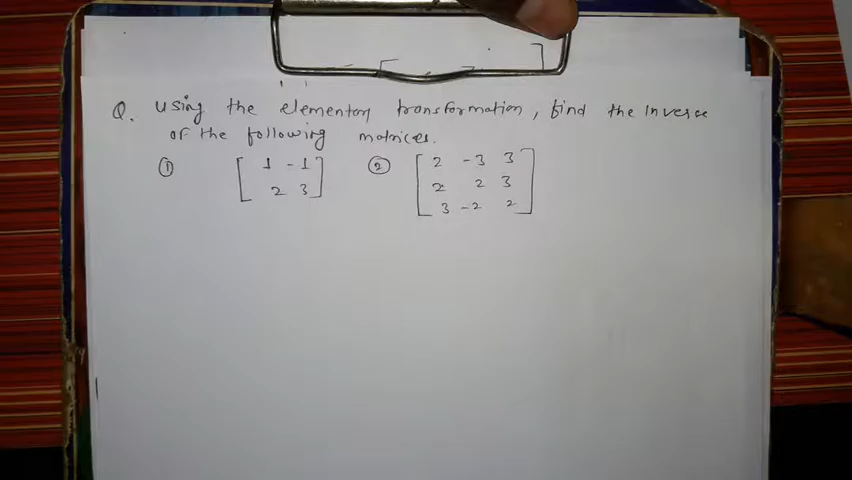 Q. Using the elementary transformation, find the Inverse
of the following matrices.
① [ 1 -1 ② [ 2 -3 3
2 3 ] 2 2 3
3 -2 2 ]